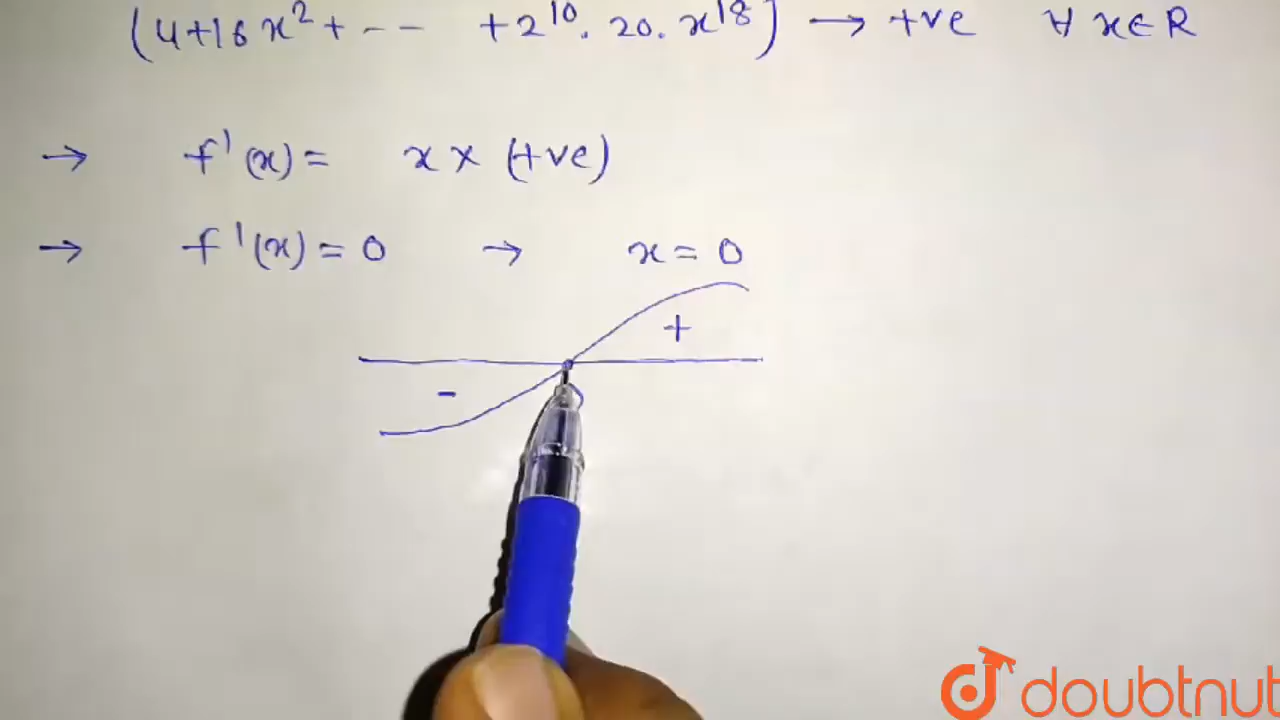 (4+16x² + -- +2¹⁰. 20. x¹⁸) → +ve ∀ x∈R
→ f'(x) = x × (+ve)
→ f'(x) = 0 → x = 0
+
-
doubtnut